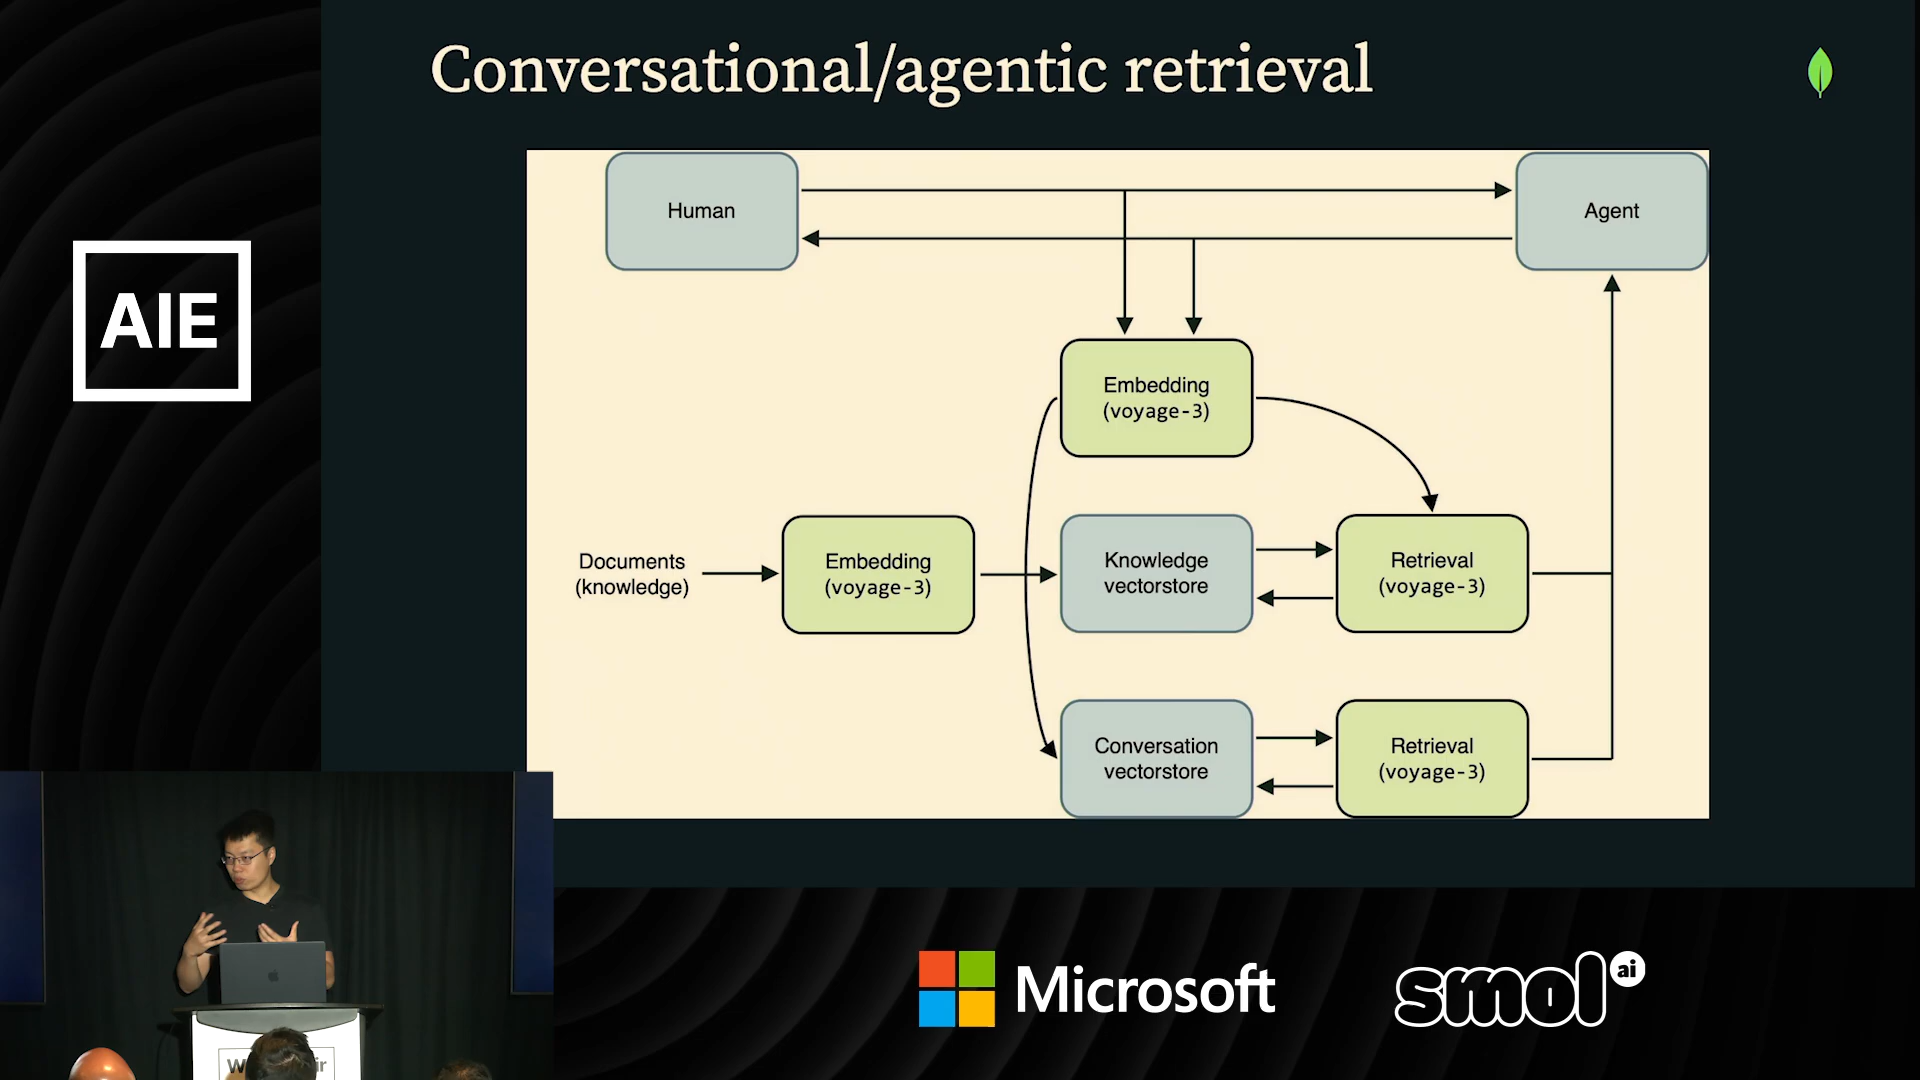 Conversational/agentic retrieval
AIE
Human
Agent
Embedding
(voyage-3)
Documents
(knowledge)
Embedding
(voyage-3)
Knowledge
vectorstore
Retrieval
(voyage-3)
Conversation
vectorstore
Retrieval
(voyage-3)
Microsoft
smol ai